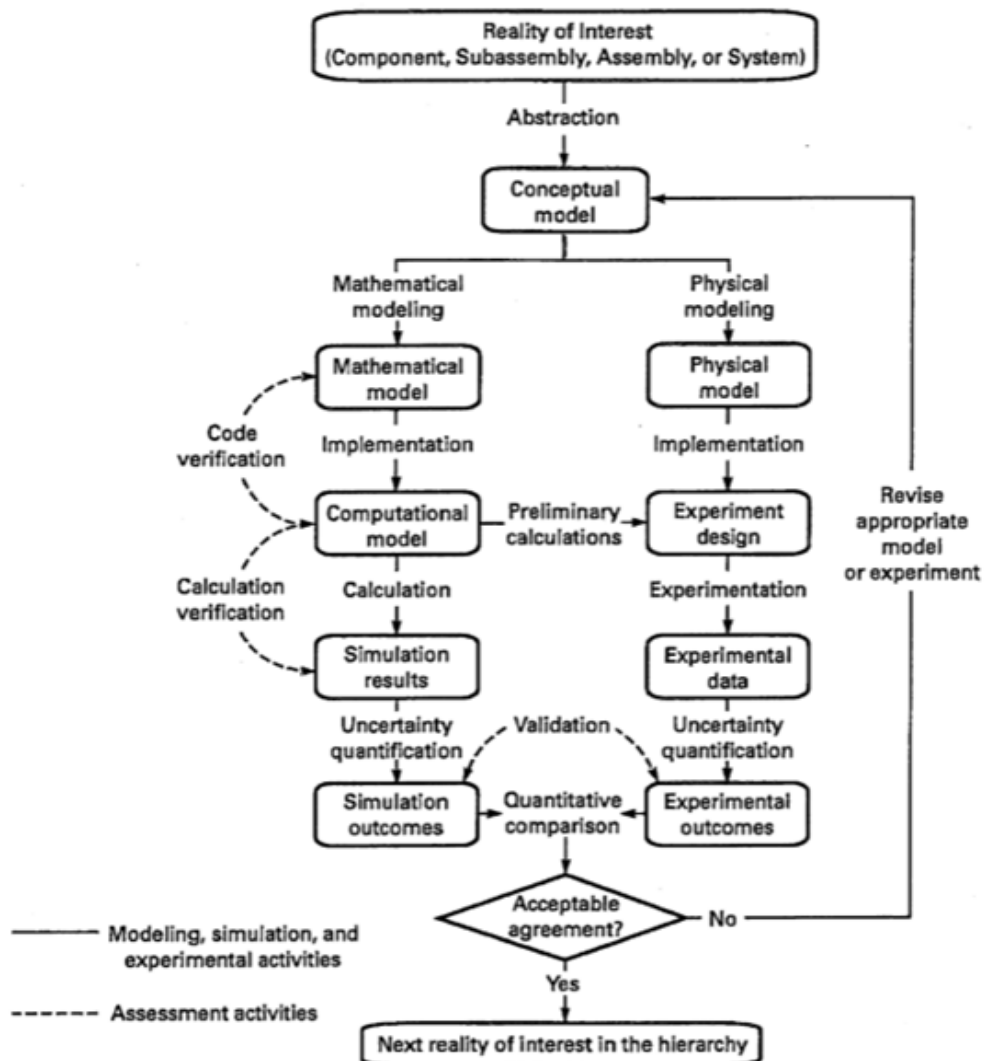 Reality of Interest
(Component, Subassembly, Assembly, or System)
Abstraction
Conceptual
model
Mathematical
modeling
Physical
modeling
Mathematical
model
Physical
model
Code
verification
Implementation
Implementation
Computational
model
Preliminary
calculations
Experiment
design
Revise
appropriate
model
or experiment
Calculation
verification
Calculation
Experimentation
Simulation
results
Experimental
data
Uncertainty
quantification
Validation
Uncertainty
quantification
Simulation
outcomes
Quantitative
comparison
Experimental
outcomes
Acceptable
agreement?
No
Modeling, simulation, and
experimental activities
Yes
Assessment activities
Next reality of interest in the hierarchy